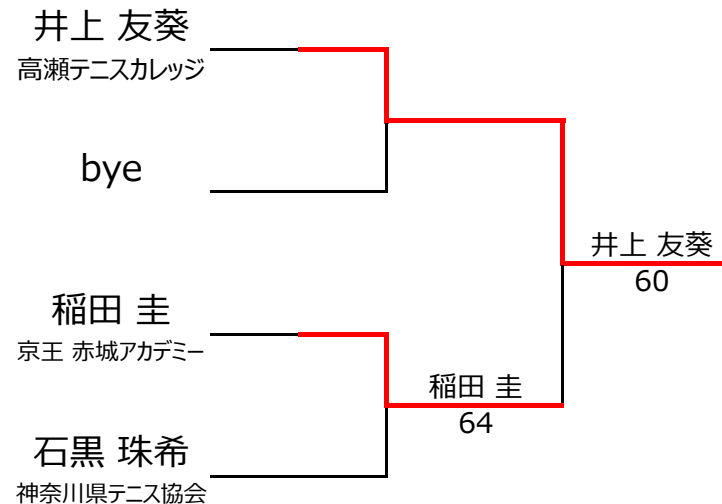 井上 友葵
高瀬テニスカレッジ
bye
井上 友葵
60
稲田 圭
京王 赤城アカデミー
稲田 圭
64
石黒 珠希
神奈川県テニス協会